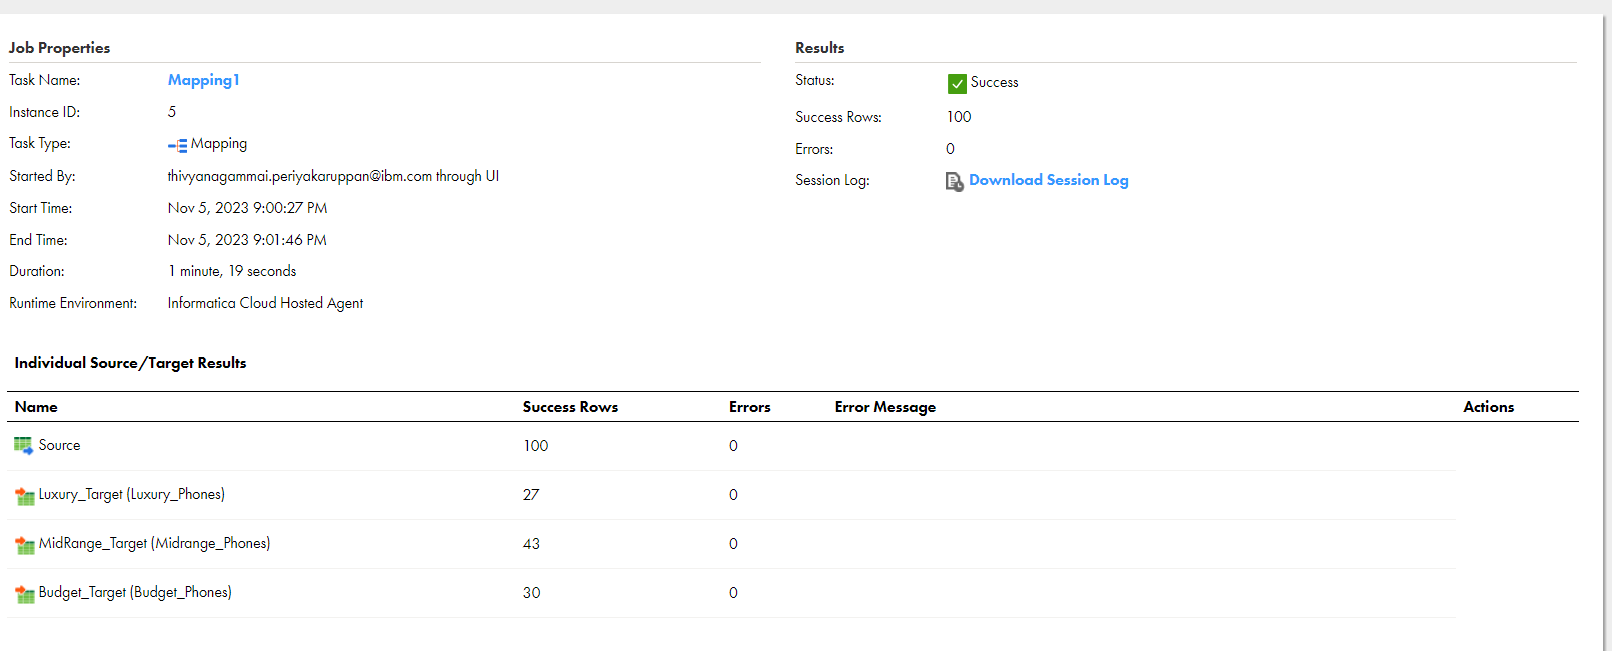 Job Properties
Task Name: Mapping1
Instance ID: 5
Task Type: Mapping
Started By: thivyanagammai.periyakaruppan@ibm.com through UI
Start Time: Nov 5, 2023 9:00:27 PM
End Time: Nov 5, 2023 9:01:46 PM
Duration: 1 minute, 19 seconds
Runtime Environment: Informatica Cloud Hosted Agent
Results
Status: Success
Success Rows: 100
Errors: 0
Session Log: Download Session Log
Individual Source/Target Results
Name Success Rows Errors Error Message Actions
Source 100 0
Luxury_Target (Luxury_Phones) 27 0
MidRange_Target (Midrange_Phones) 43 0
Budget_Target (Budget_Phones) 30 0